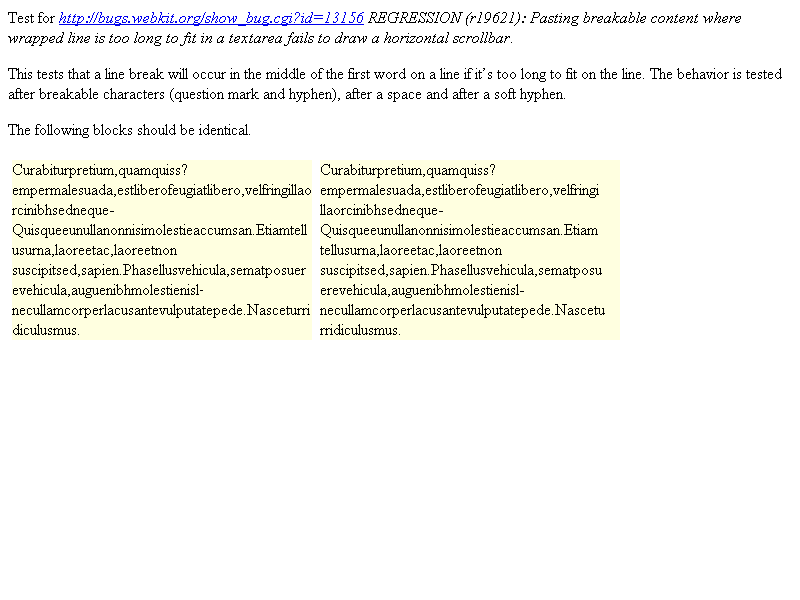 Test for http://bugs.webkit.org/show_bug.cgi?id=13156 REGRESSION (r19621): Pasting breakable content where
wrapped line is too long to fit in a textarea fails to draw a horizontal scrollbar.
This tests that a line break will occur in the middle of the first word on a line if it's too long to fit on the line. The behavior is tested
after breakable characters (question mark and hyphen), after a space and after a soft hyphen.
The following blocks should be identical.
Curabiturpretium,quamquiss?
empermalesuada,estliberofeugiatlibero,velfringillao
rcinibhsedneque-
Quisqueeunullanonnisimolestieaccumsan.Etiamtell
ususurna,laoreetac,laoreetnon
suscipitsed,sapien.Phasellusvehicula,sematposuer
evehicula,auguenibhmolestienisl-
necullamcorperlacusantevulputatepede.Nasceturri
diculusmus.
Curabiturpretium,quamquiss?
empermalesuada,estliberofeugiatlibero,velfringi
llaorcinibhsedneque-
Quisqueeunullanonnisimolestieaccumsan.Etiam
tellusurna,laoreetac,laoreetnon
suscipitsed,sapien.Phasellusvehicula,sematposu
erevehicula,auguenibhmolestienisl-
necullamcorperlacusantevulputatepede.Nascetu
rridiculusmus.